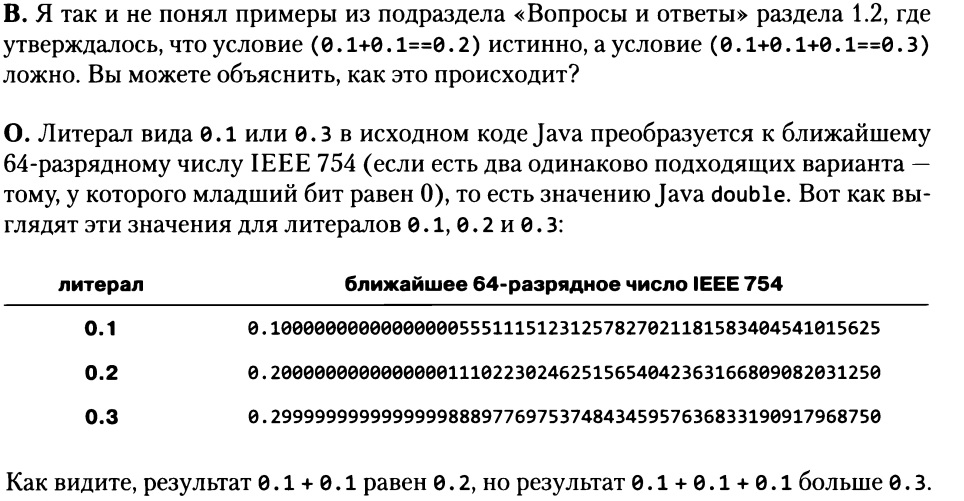 В. Я так и не понял примеры из подраздела «Вопросы и ответы» раздела 1.2, где
утверждалось, что условие (0.1+0.1==0.2) истинно, а условие (0.1+0.1+0.1==0.3)
ложно. Вы можете объяснить, как это происходит?
О. Литерал вида 0.1 или 0.3 в исходном коде Java преобразуется к ближайшему
64-разрядному числу IEEE 754 (если есть два одинаково подходящих варианта —
тому, у которого младший бит равен 0), то есть значению Java double. Вот как вы-
глядят эти значения для литералов 0.1, 0.2 и 0.3:
литерал ближайшее 64-разрядное число IEEE 754
0.1 0.1000000000000000055511151231257827021181583404541015625
0.2 0.2000000000000000111022302462515654042363166809082031250
0.3 0.2999999999999999888977697537484345957636833190917968750
Как видите, результат 0.1 + 0.1 равен 0.2, но результат 0.1 + 0.1 + 0.1 больше 0.3.